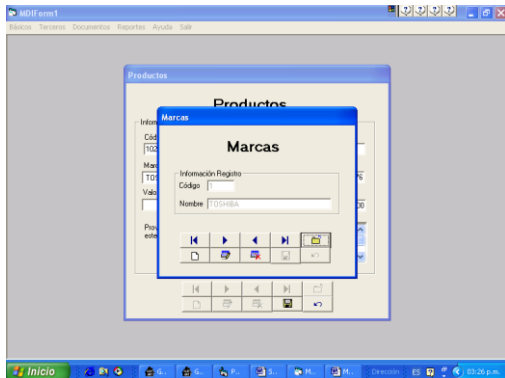 MDIForm1
Básicos Terceros Documentos Reportes Ayuda Salir
Productos
Productos
Marcas
Marcas
Información Registro
Código 1
Nombre TOSHIBA
Inicio
Dirección ES 03:26 p.m.